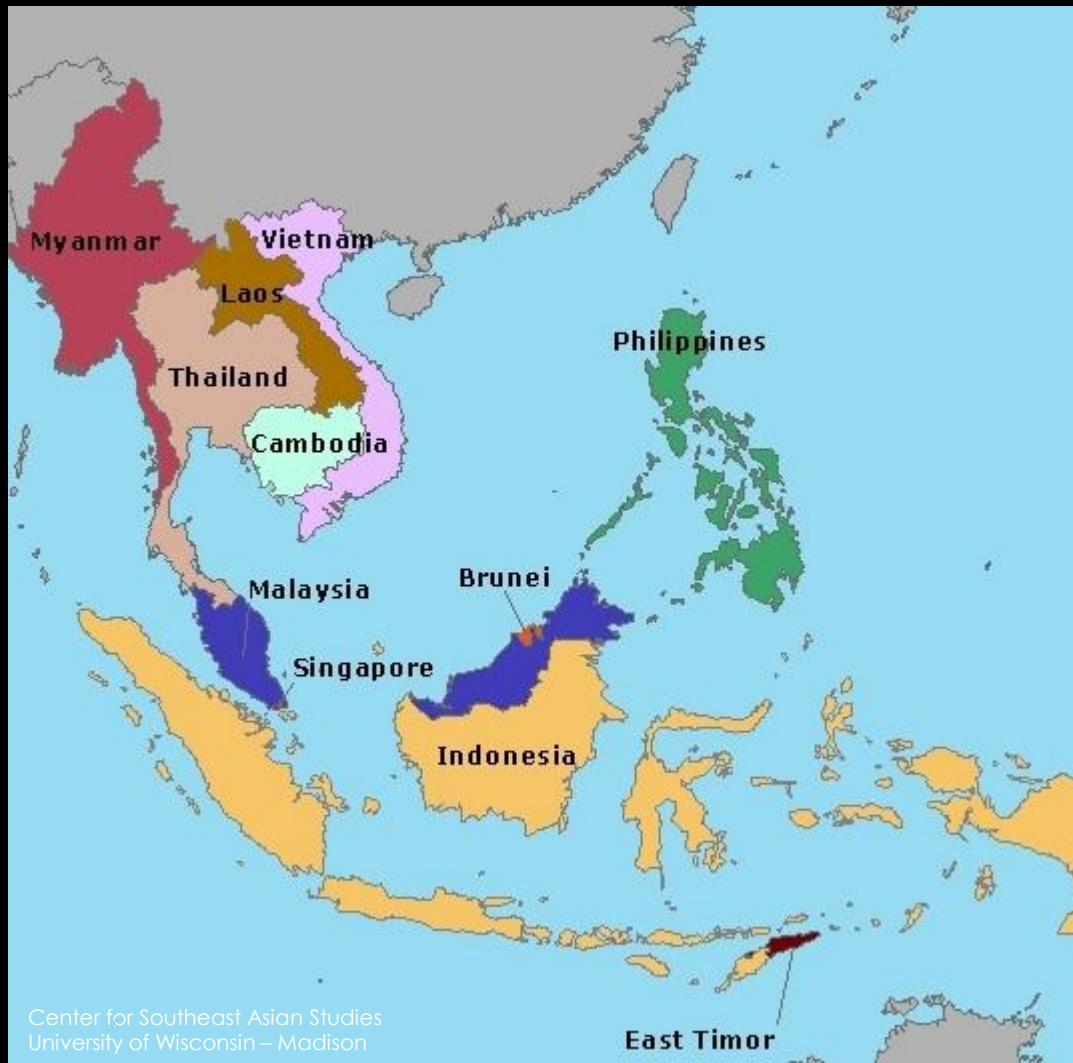 Myanmar
Vietnam
Laos
Philippines
Thailand
Cambodia
Brunei
Malaysia
Singapore
Indonesia
Center for Southeast Asian Studies
University of Wisconsin – Madison
East Timor